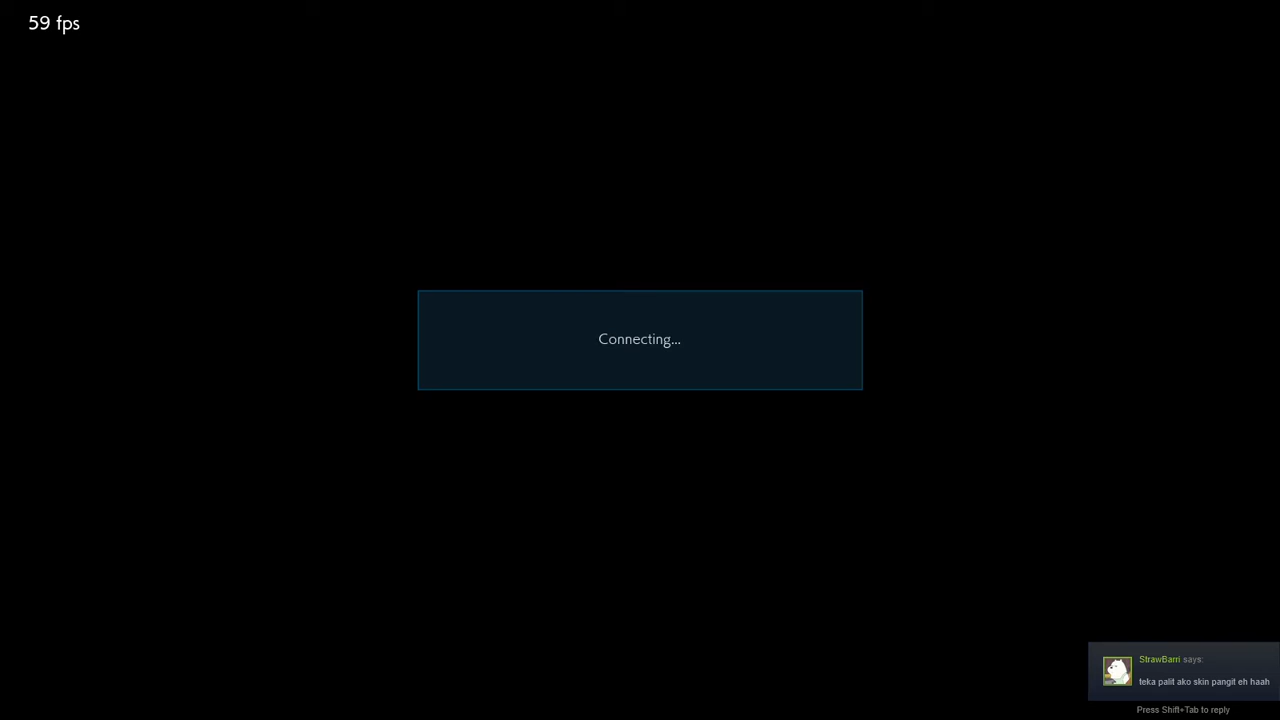 59 fps
Connecting...
StrawBarri says:
teka palit ako skin pangit eh haah
Press Shift+Tab to reply